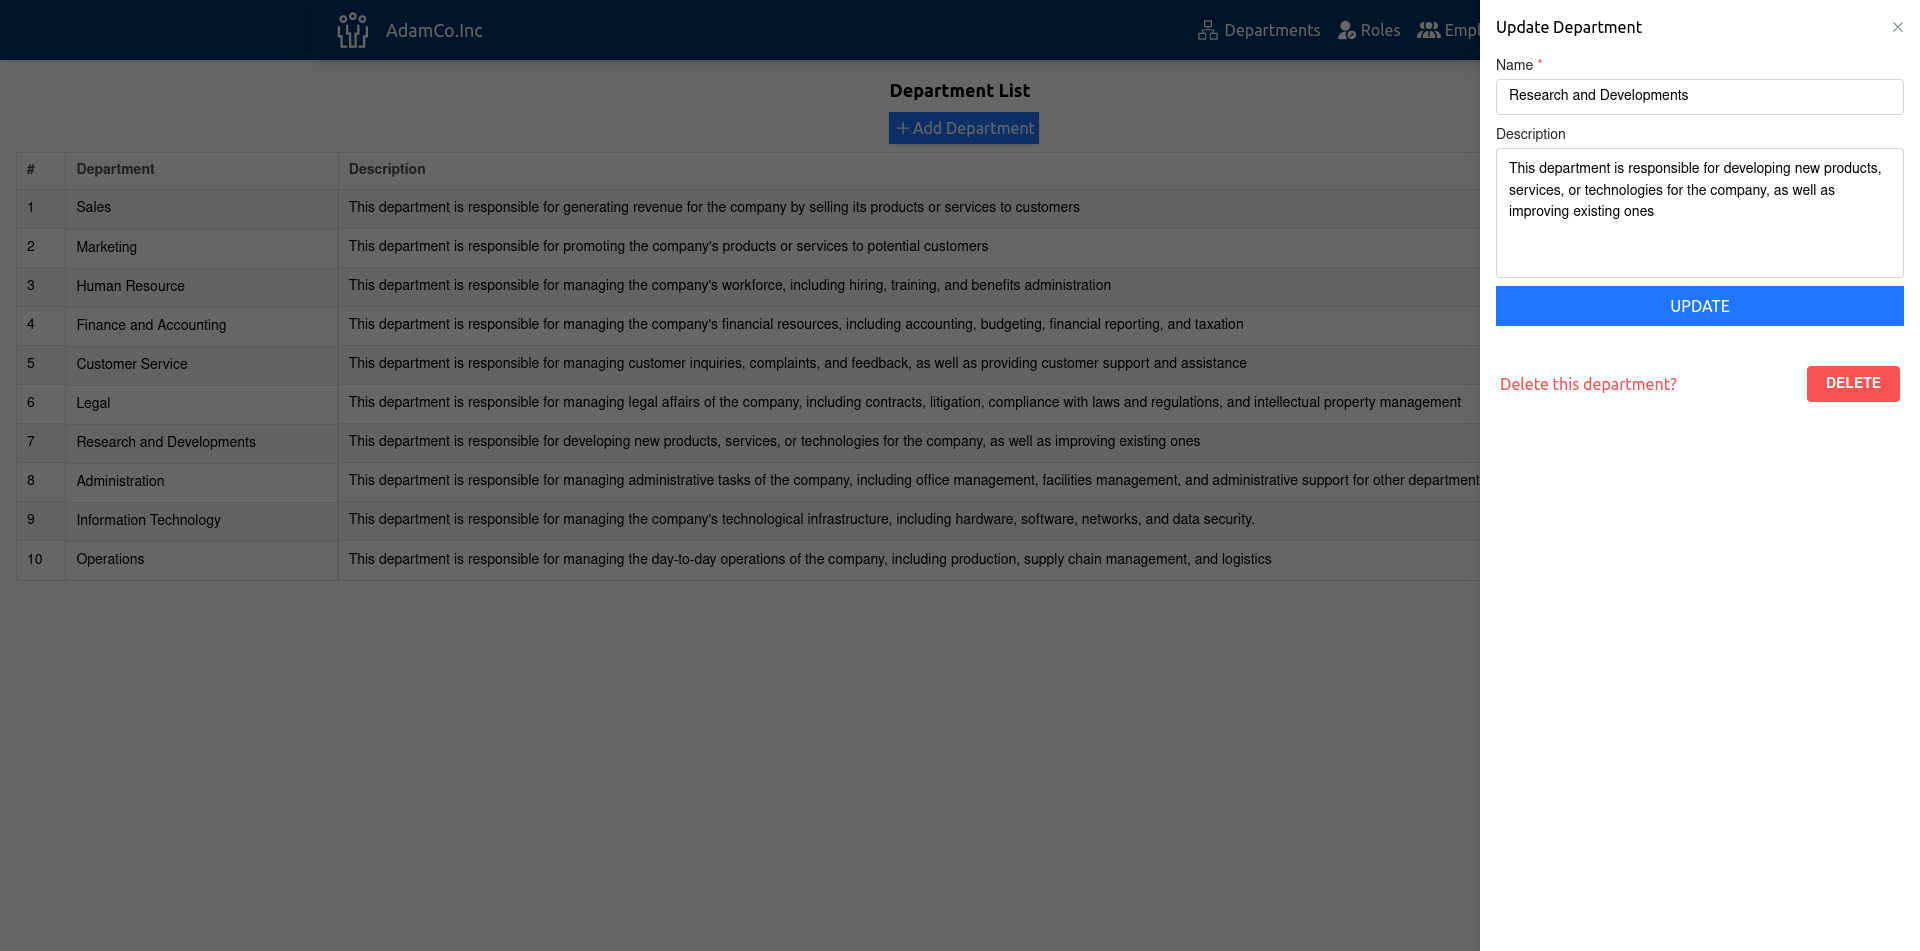 AdamCo.Inc
Departments Roles
Department List
Add Department
# Department Description
1 Sales This department is responsible for generating revenue for the company by selling its products or services to customers
2 Marketing This department is responsible for promoting the company's products or services to potential customers
3 Human Resource This department is responsible for managing the company's workforce, including hiring, training, and benefits administration
4 Finance and Accounting This department is responsible for managing the company's financial resources, including accounting, budgeting, financial reporting, and taxation
5 Customer Service This department is responsible for managing customer inquiries, complaints, and feedback, as well as providing customer support and assistance
6 Legal This department is responsible for managing legal affairs of the company, including contracts, litigation, compliance with laws and regulations, and intellectual property management
7 Research and Developments This department is responsible for developing new products, services, or technologies for the company, as well as improving existing ones
8 Administration This department is responsible for managing administrative tasks of the company, including office management, facilities management, and administrative support for other department
9 Information Technology This department is responsible for managing the company's technological infrastructure, including hardware, software, networks, and data security.
10 Operations This department is responsible for managing the day-to-day operations of the company, including production, supply chain management, and logistics
Update Department
Name *
Research and Developments
Description
This department is responsible for developing new products,
services, or technologies for the company, as well as
improving existing ones
UPDATE
Delete this department? DELETE